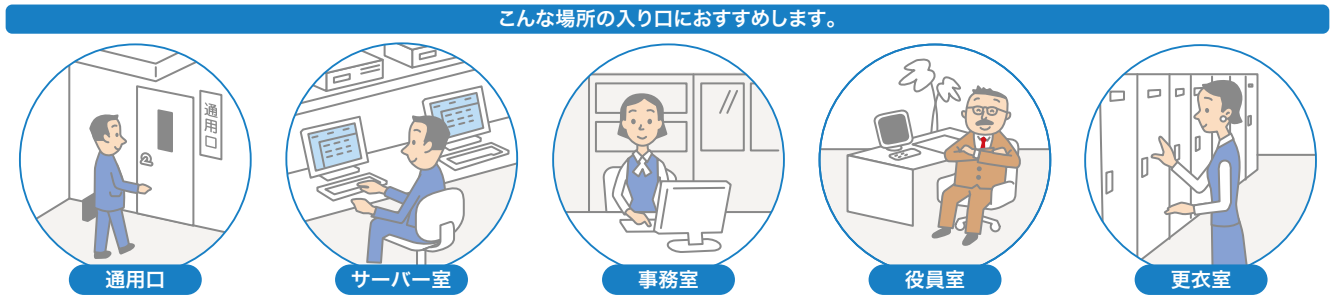 こんな場所の入り口におすすめします。
通用口
通用口
サーバー室
事務室
役員室
更衣室